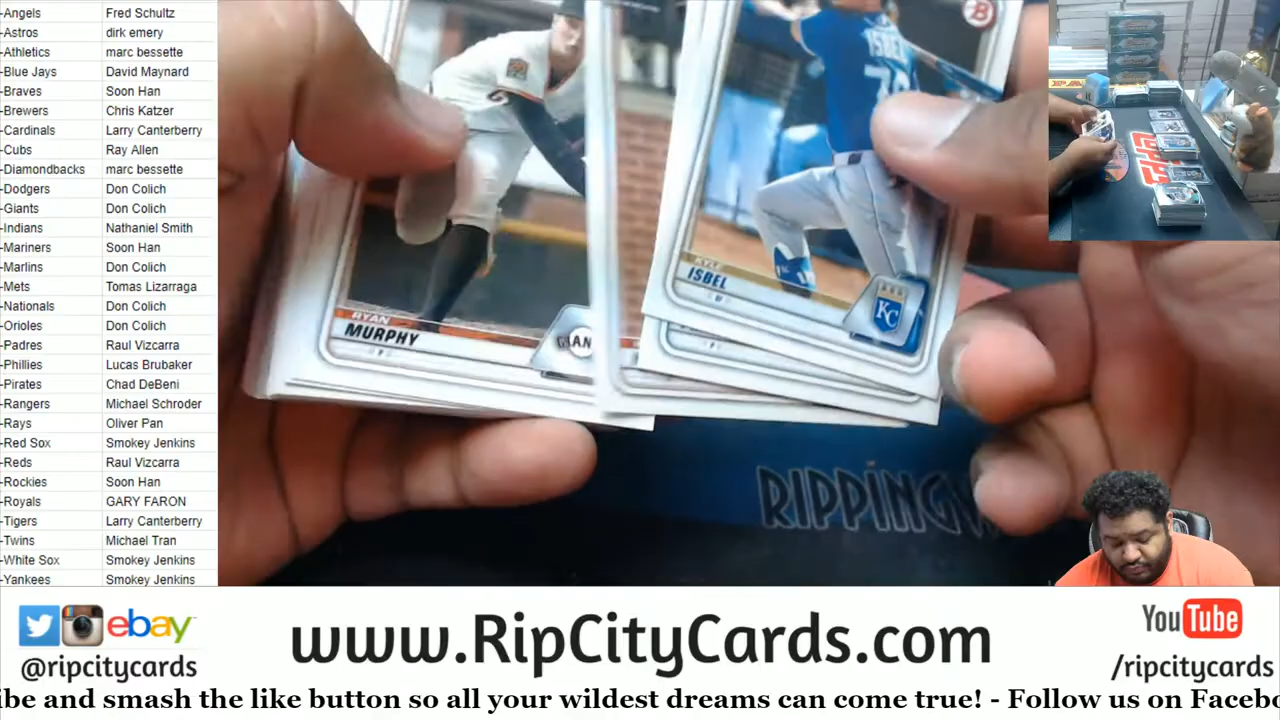 -Angels Fred Schultz
-Astros dirk emery
-Athletics marc bessette
-Blue Jays David Maynard
-Braves Soon Han
-Brewers Chris Katzer
-Cardinals Larry Canterberry
-Cubs Ray Allen
-Diamondbacks marc bessette
-Dodgers Don Colich
-Giants Don Colich
-Indians Nathaniel Smith
-Mariners Soon Han
-Marlins Don Colich
-Mets Tomas Lizarraga
-Nationals Don Colich
-Orioles Don Colich
-Padres Raul Vizcarra
-Phillies Lucas Brubaker
-Pirates Chad DeBeni
-Rangers Michael Schroder
-Rays Oliver Pan
-Red Sox Smokey Jenkins
-Reds Raul Vizcarra
-Rockies Soon Han
-Royals GARY FARON
-Tigers Larry Canterberry
-Twins Michael Tran
-White Sox Smokey Jenkins
-Yankees Smokey Jenkins
RYAN
MURPHY
ISBEL
KYLE
ISBEL
KC
B
RIPPING
ebay
@ripcitycards
www.RipCityCards.com
YouTube
/ripcitycards
ibe and smash the like button so all your wildest dreams can come true! - Follow us on Facebo